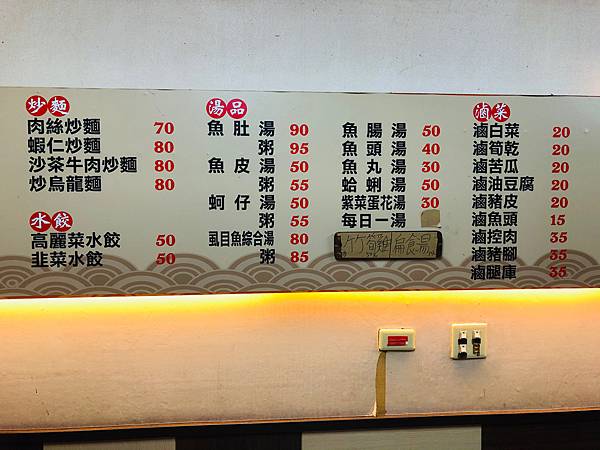 炒麵
肉絲炒麵 70
蝦仁炒麵 80
沙茶牛肉炒麵 80
炒烏龍麵 80
水餃
高麗菜水餃 50
韭菜水餃 50
湯品
魚肚湯 90
粥 95
魚皮湯 50
粥 55
蚵仔湯 50
粥 55
虱目魚綜合湯 80
粥 85
魚腸湯 50
魚頭湯 40
魚丸湯 30
蛤蜊湯 50
紫菜蛋花湯 30
每日一湯
竹筍雞 扁食湯
滷菜
滷白菜 20
滷筍乾 20
滷苦瓜 20
滷油豆腐 20
滷豬皮 20
滷魚頭 15
滷控肉 35
滷豬腳 35
滷腿庫 35